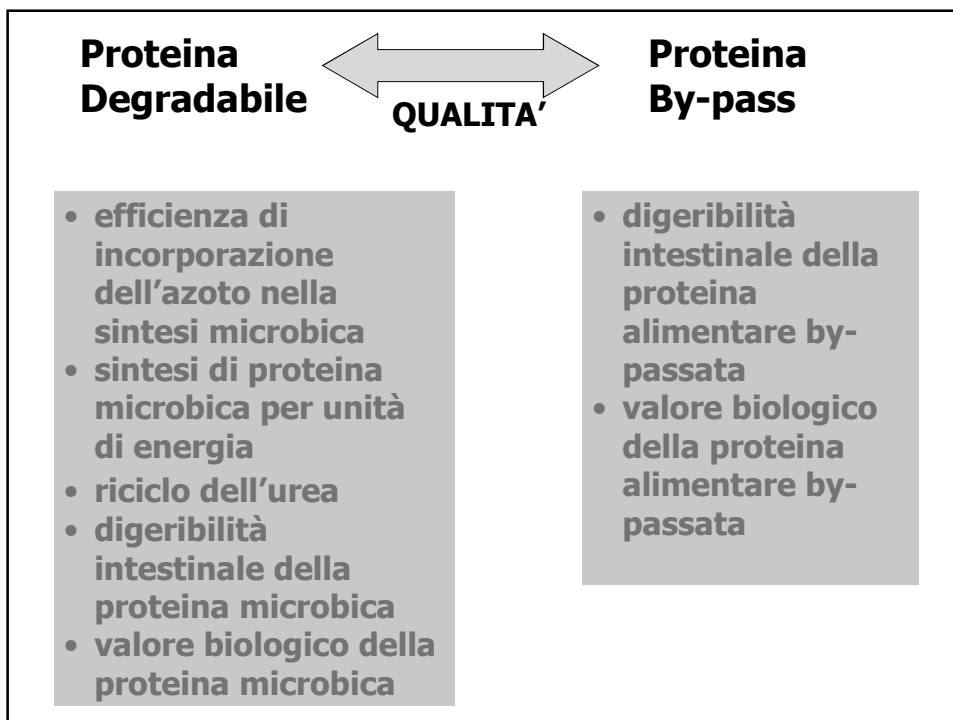 Proteina
Degradabile
QUALITA’
Proteina
By-pass
• efficienza di
incorporazione
dell’azoto nella
sintesi microbica
• sintesi di proteina
microbica per unità
di energia
• riciclo dell’urea
• digeribilità
intestinale della
proteina microbica
• valore biologico della
proteina microbica
• digeribilità
intestinale della
proteina
alimentare by-
passata
• valore biologico
della proteina
alimentare by-
passata